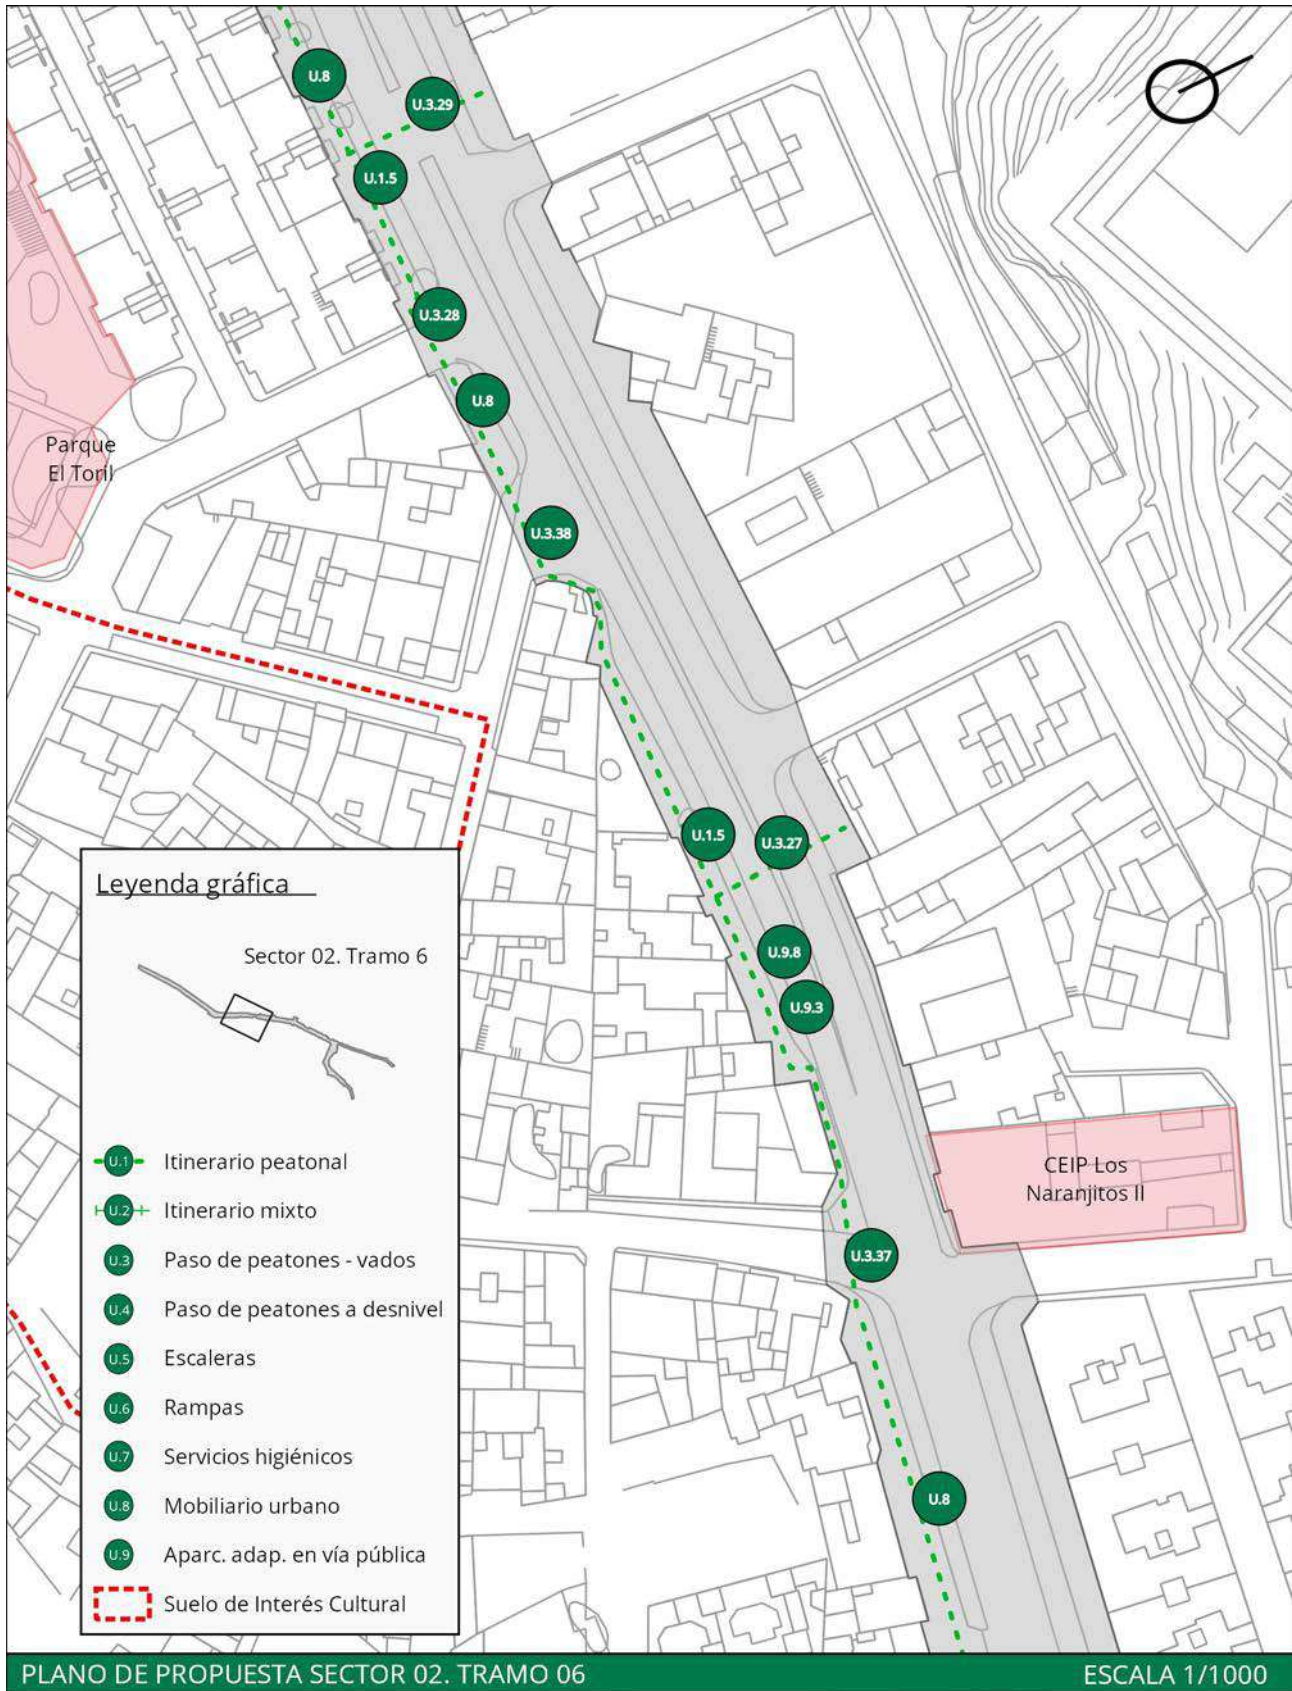 U.8
U.3.29
U.1.5
U.3.28
U.8
Parque
El Toril
U.3.38
U.1.5
U.3.27
U.9.8
U.9.3
CEIP Los
Naranjitos II
U.3.37
U.8
Leyenda gráfica
Sector 02. Tramo 6
U.1 Itinerario peatonal
U.2 Itinerario mixto
U.3 Paso de peatones - vados
U.4 Paso de peatones a desnivel
U.5 Escaleras
U.6 Rampas
U.7 Servicios higiénicos
U.8 Mobiliario urbano
U.9 Aparc. adap. en vía pública
Suelo de Interés Cultural
PLANO DE PROPUESTA SECTOR 02. TRAMO 06 ESCALA 1/1000